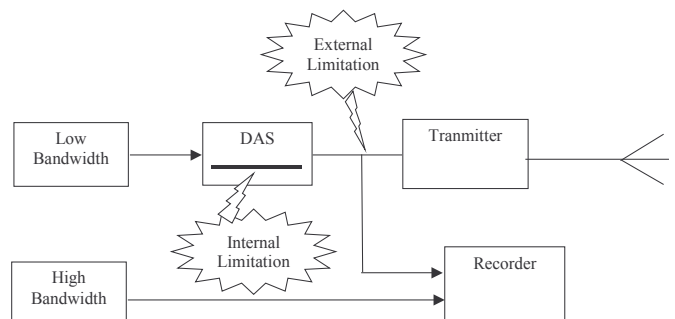 External
Limitation
Low
Bandwidth
DAS
Tranmitter
Internal
Limitation
High
Bandwidth
Recorder